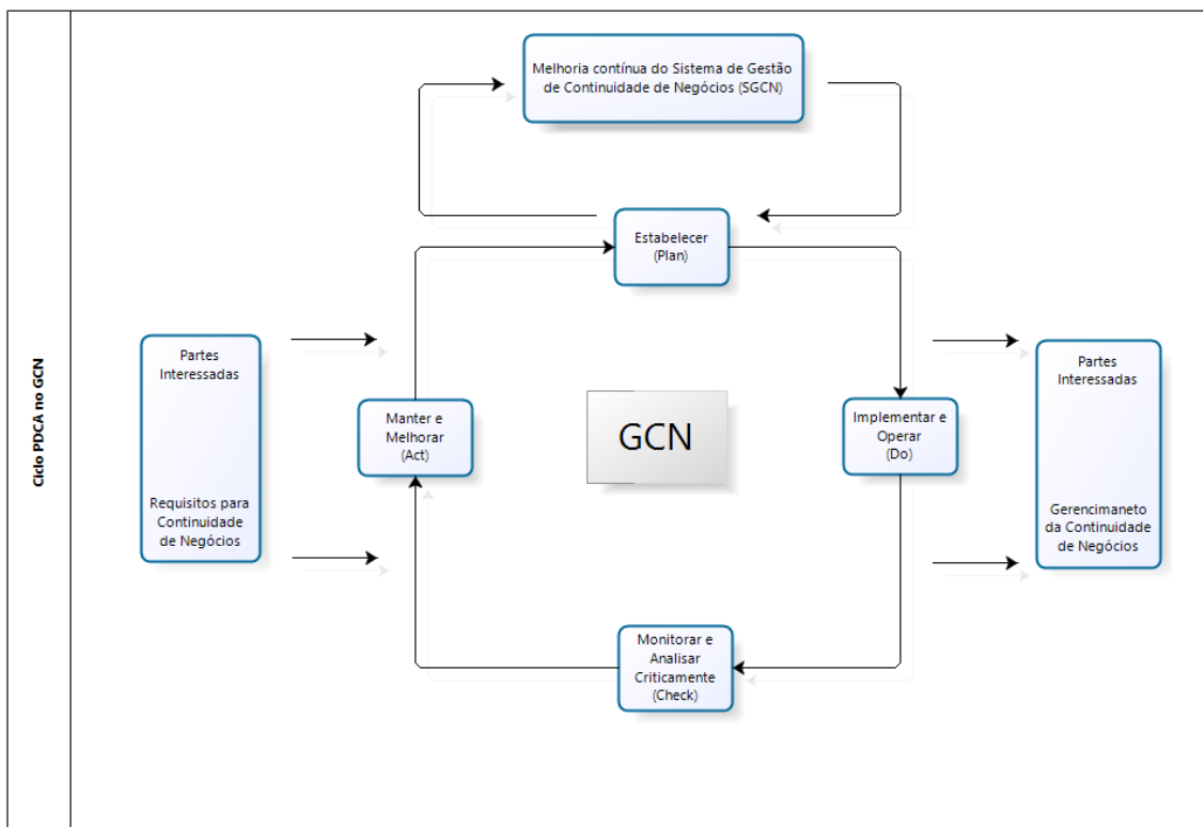 Ciclo PDCA no GCN
Melhoria contínua do Sistema de Gestão
de Continuidade de Negócios (SGCN)
Estabelecer
(Plan)
Partes
Interessadas
Requisitos para
Continuidade
de Negócios
Manter e
Melhorar
(Act)
GCN
Implementar e
Operar
(Do)
Partes
Interessadas
Gerencimaneto
da Continuidade
de Negócios
Monitorar e
Analisar
Criticamente
(Check)